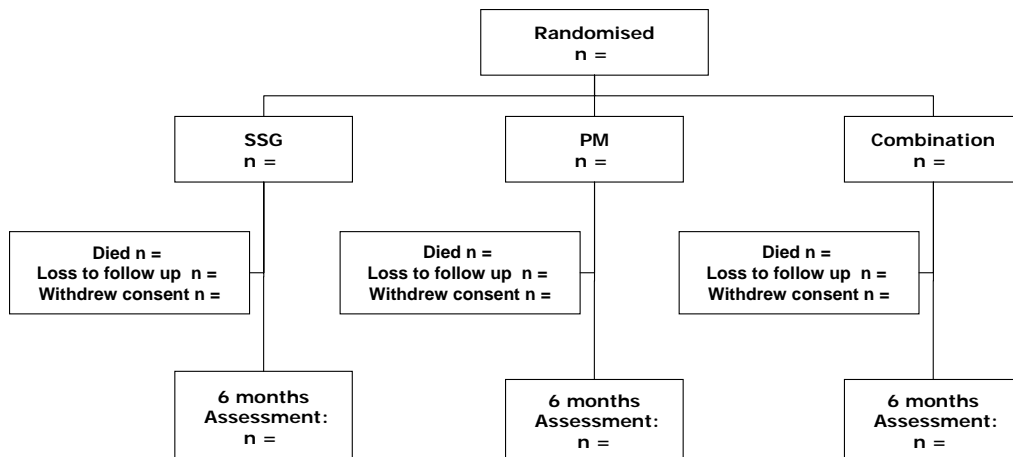 Randomised
n =
SSG
n =
PM
n =
Combination
n =
Died n =
Loss to follow up n =
Withdrew consent n =
Died n =
Loss to follow up n =
Withdrew consent n =
Died n =
Loss to follow up n =
Withdrew consent n =
6 months
Assessment:
n =
6 months
Assessment:
n =
6 months
Assessment:
n =